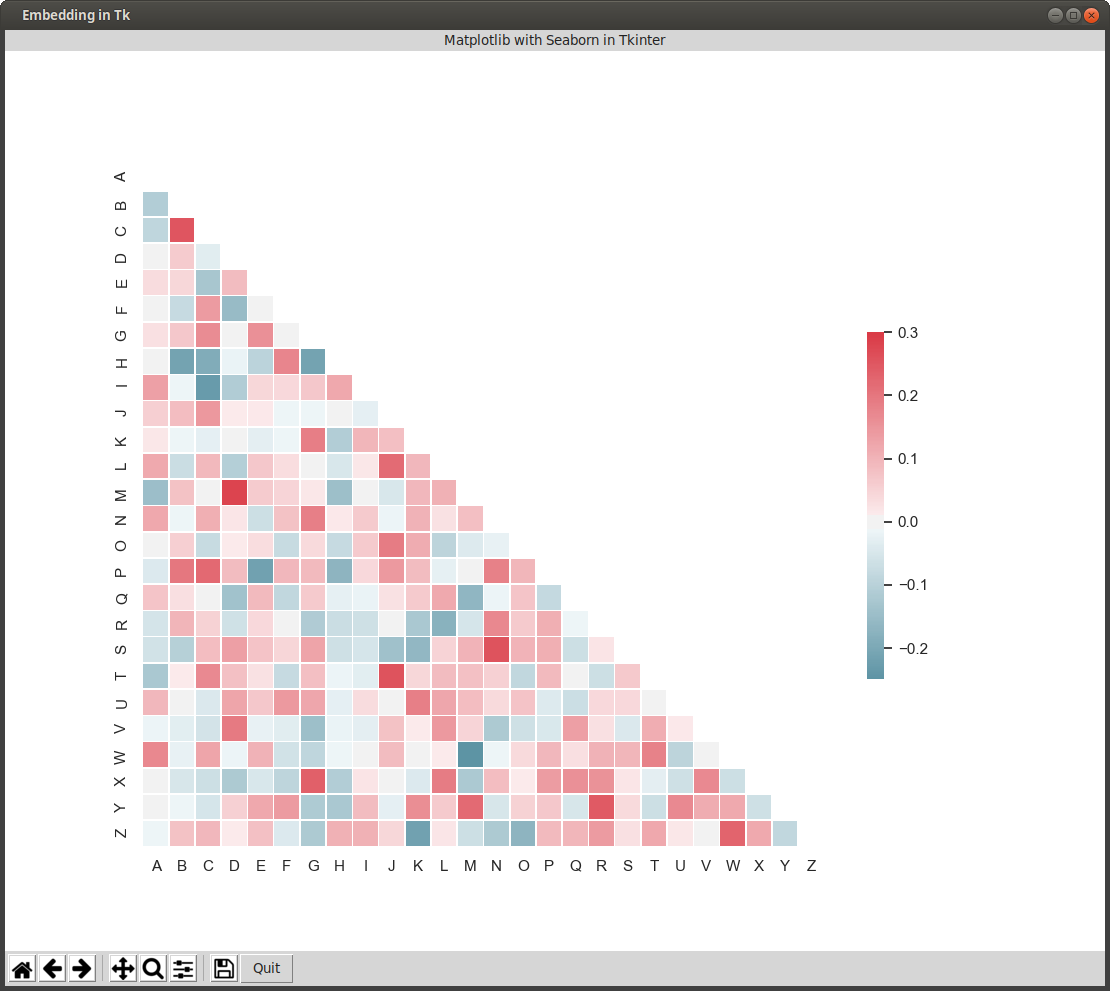 Embedding in Tk
Matplotlib with Seaborn in Tkinter
A
B
C
D
E
F
G
H
I
J
K
L
M
N
O
P
Q
R
S
T
U
V
W
X
Y
Z
A B C D E F G H I J K L M N O P Q R S T U V W X Y Z
0.3
0.2
0.1
0.0
−0.1
−0.2
Quit